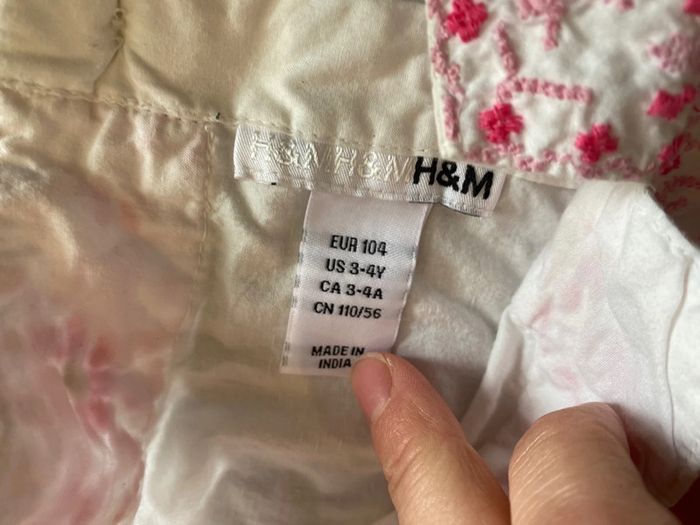 H&M H&M H&M
EUR 104
US 3-4Y
CA 3-4A
CN 110/56
MADE IN
INDIA